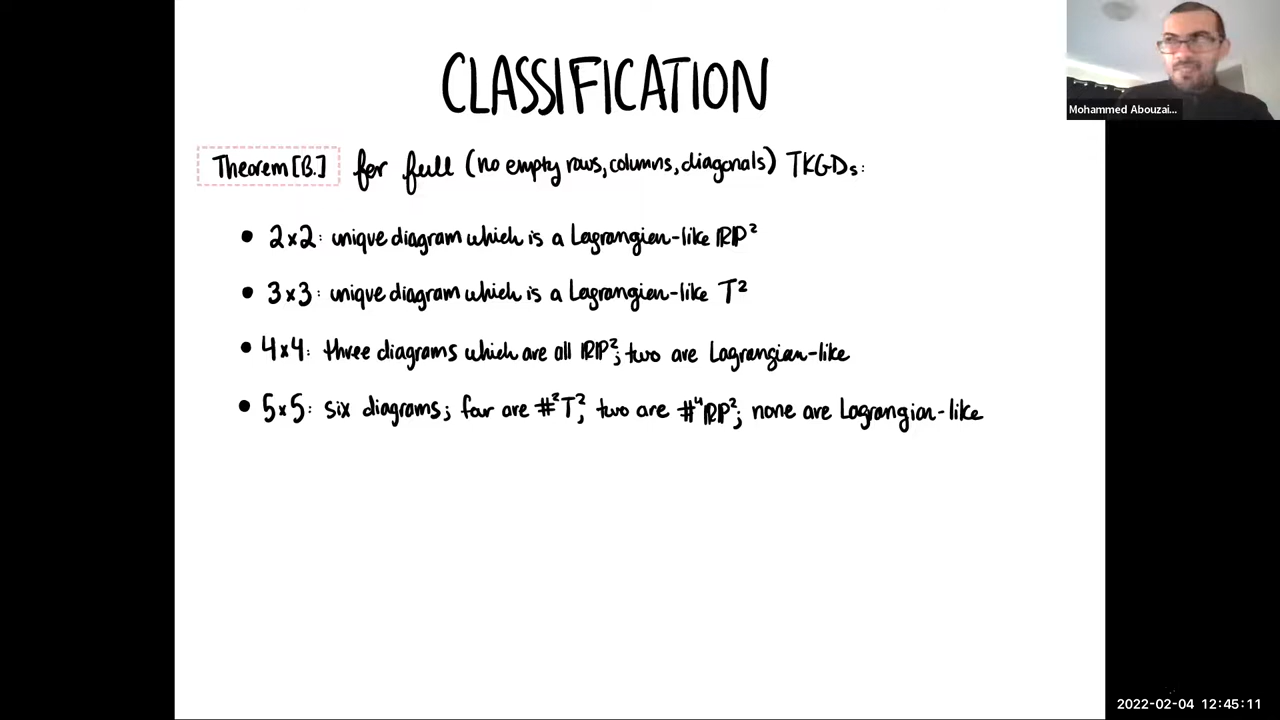 CLASSIFICATION
Mohammed Abouzai...
Theorem [B.] for full (no empty rows, columns, diagonals) TKGDs:
• 2×2: unique diagram which is a Lagrangian-like RP²
• 3×3: unique diagram which is a Lagrangian-like T²
• 4×4: three diagrams which are all RP²; two are Lagrangian-like
• 5×5: six diagrams; four are #²T², two are #⁴RP²; none are Lagrangian-like
2022-02-04 12:45:11